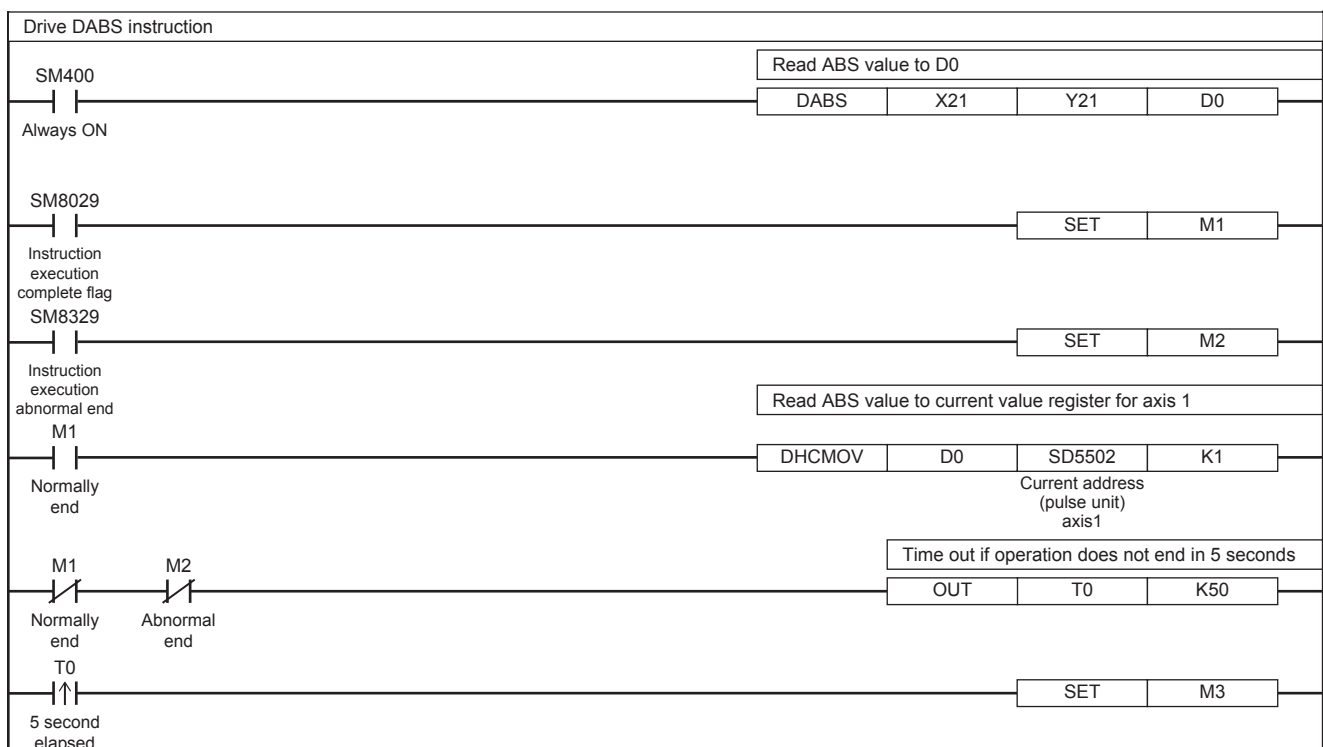 Drive DABS instruction
Read ABS value to D0
SM400
DABS X21 Y21 D0
Always ON
SM8029
SET M1
Instruction
execution
complete flag
SM8329
SET M2
Instruction
execution
abnormal end
Read ABS value to current value register for axis 1
M1
DHCMOV D0 SD5502 K1
Normally
end
Current address
(pulse unit)
axis1
Time out if operation does not end in 5 seconds
M1 M2
OUT T0 K50
Normally
end
Abnormal
end
T0
SET M3
5 second
elapsed